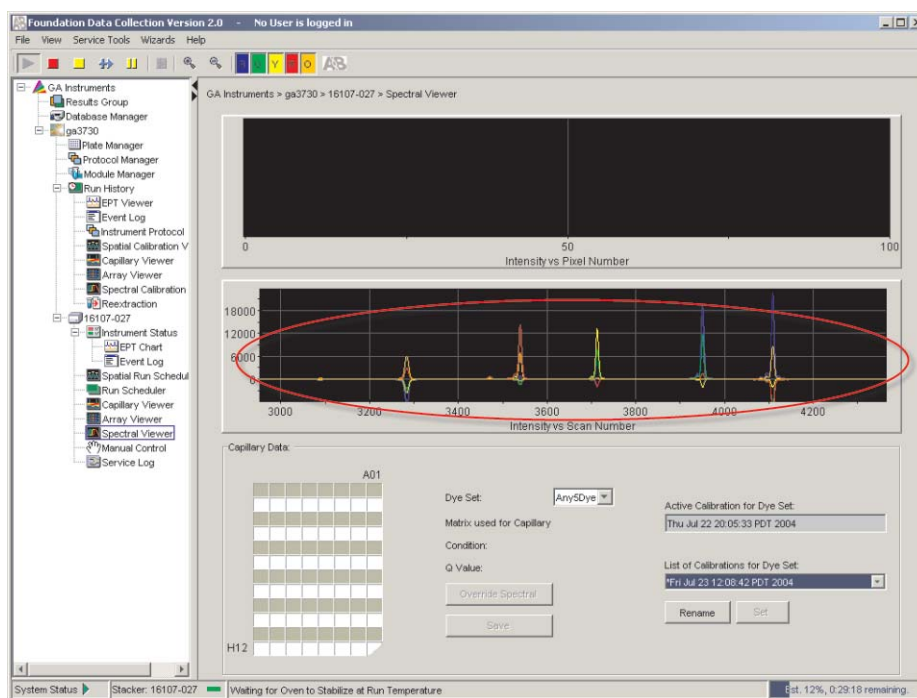 Foundation Data Collection Version 2.0 - No User is logged in
File View Service Tools Wizards Help
B G Y R O AB
GA Instruments
Results Group
Database Manager
ga3730
Plate Manager
Protocol Manager
Module Manager
Run History
EPT Viewer
Event Log
Instrument Protocol
Spatial Calibration V
Capillary Viewer
Array Viewer
Spectral Calibration
Reextraction
16107-027
Instrument Status
EPT Chart
Event Log
Spatial Run Schedul
Run Scheduler
Capillary Viewer
Array Viewer
Spectral Viewer
Manual Control
Service Log
GA Instruments > ga3730 > 16107-027 > Spectral Viewer
0 50 100
Intensity vs Pixel Number
18000
12000
6000
0
3000 3200 3400 3600 3800 4000 4200
Intensity vs Scan Number
Capillary Data:
A01
H12
Dye Set: Any5Dye
Matrix used for Capillary
Condition:
Q Value:
Override Spectral
Save
Active Calibration for Dye Set:
Thu Jul 22 20:05:33 PDT 2004
List of Calibrations for Dye Set:
*Fri Jul 23 12:08:42 PDT 2004
Rename Set
System Status Stacker: 16107-027 Waiting for Oven to Stabilize at Run Temperature Est. 12%, 0:29:18 remaining.